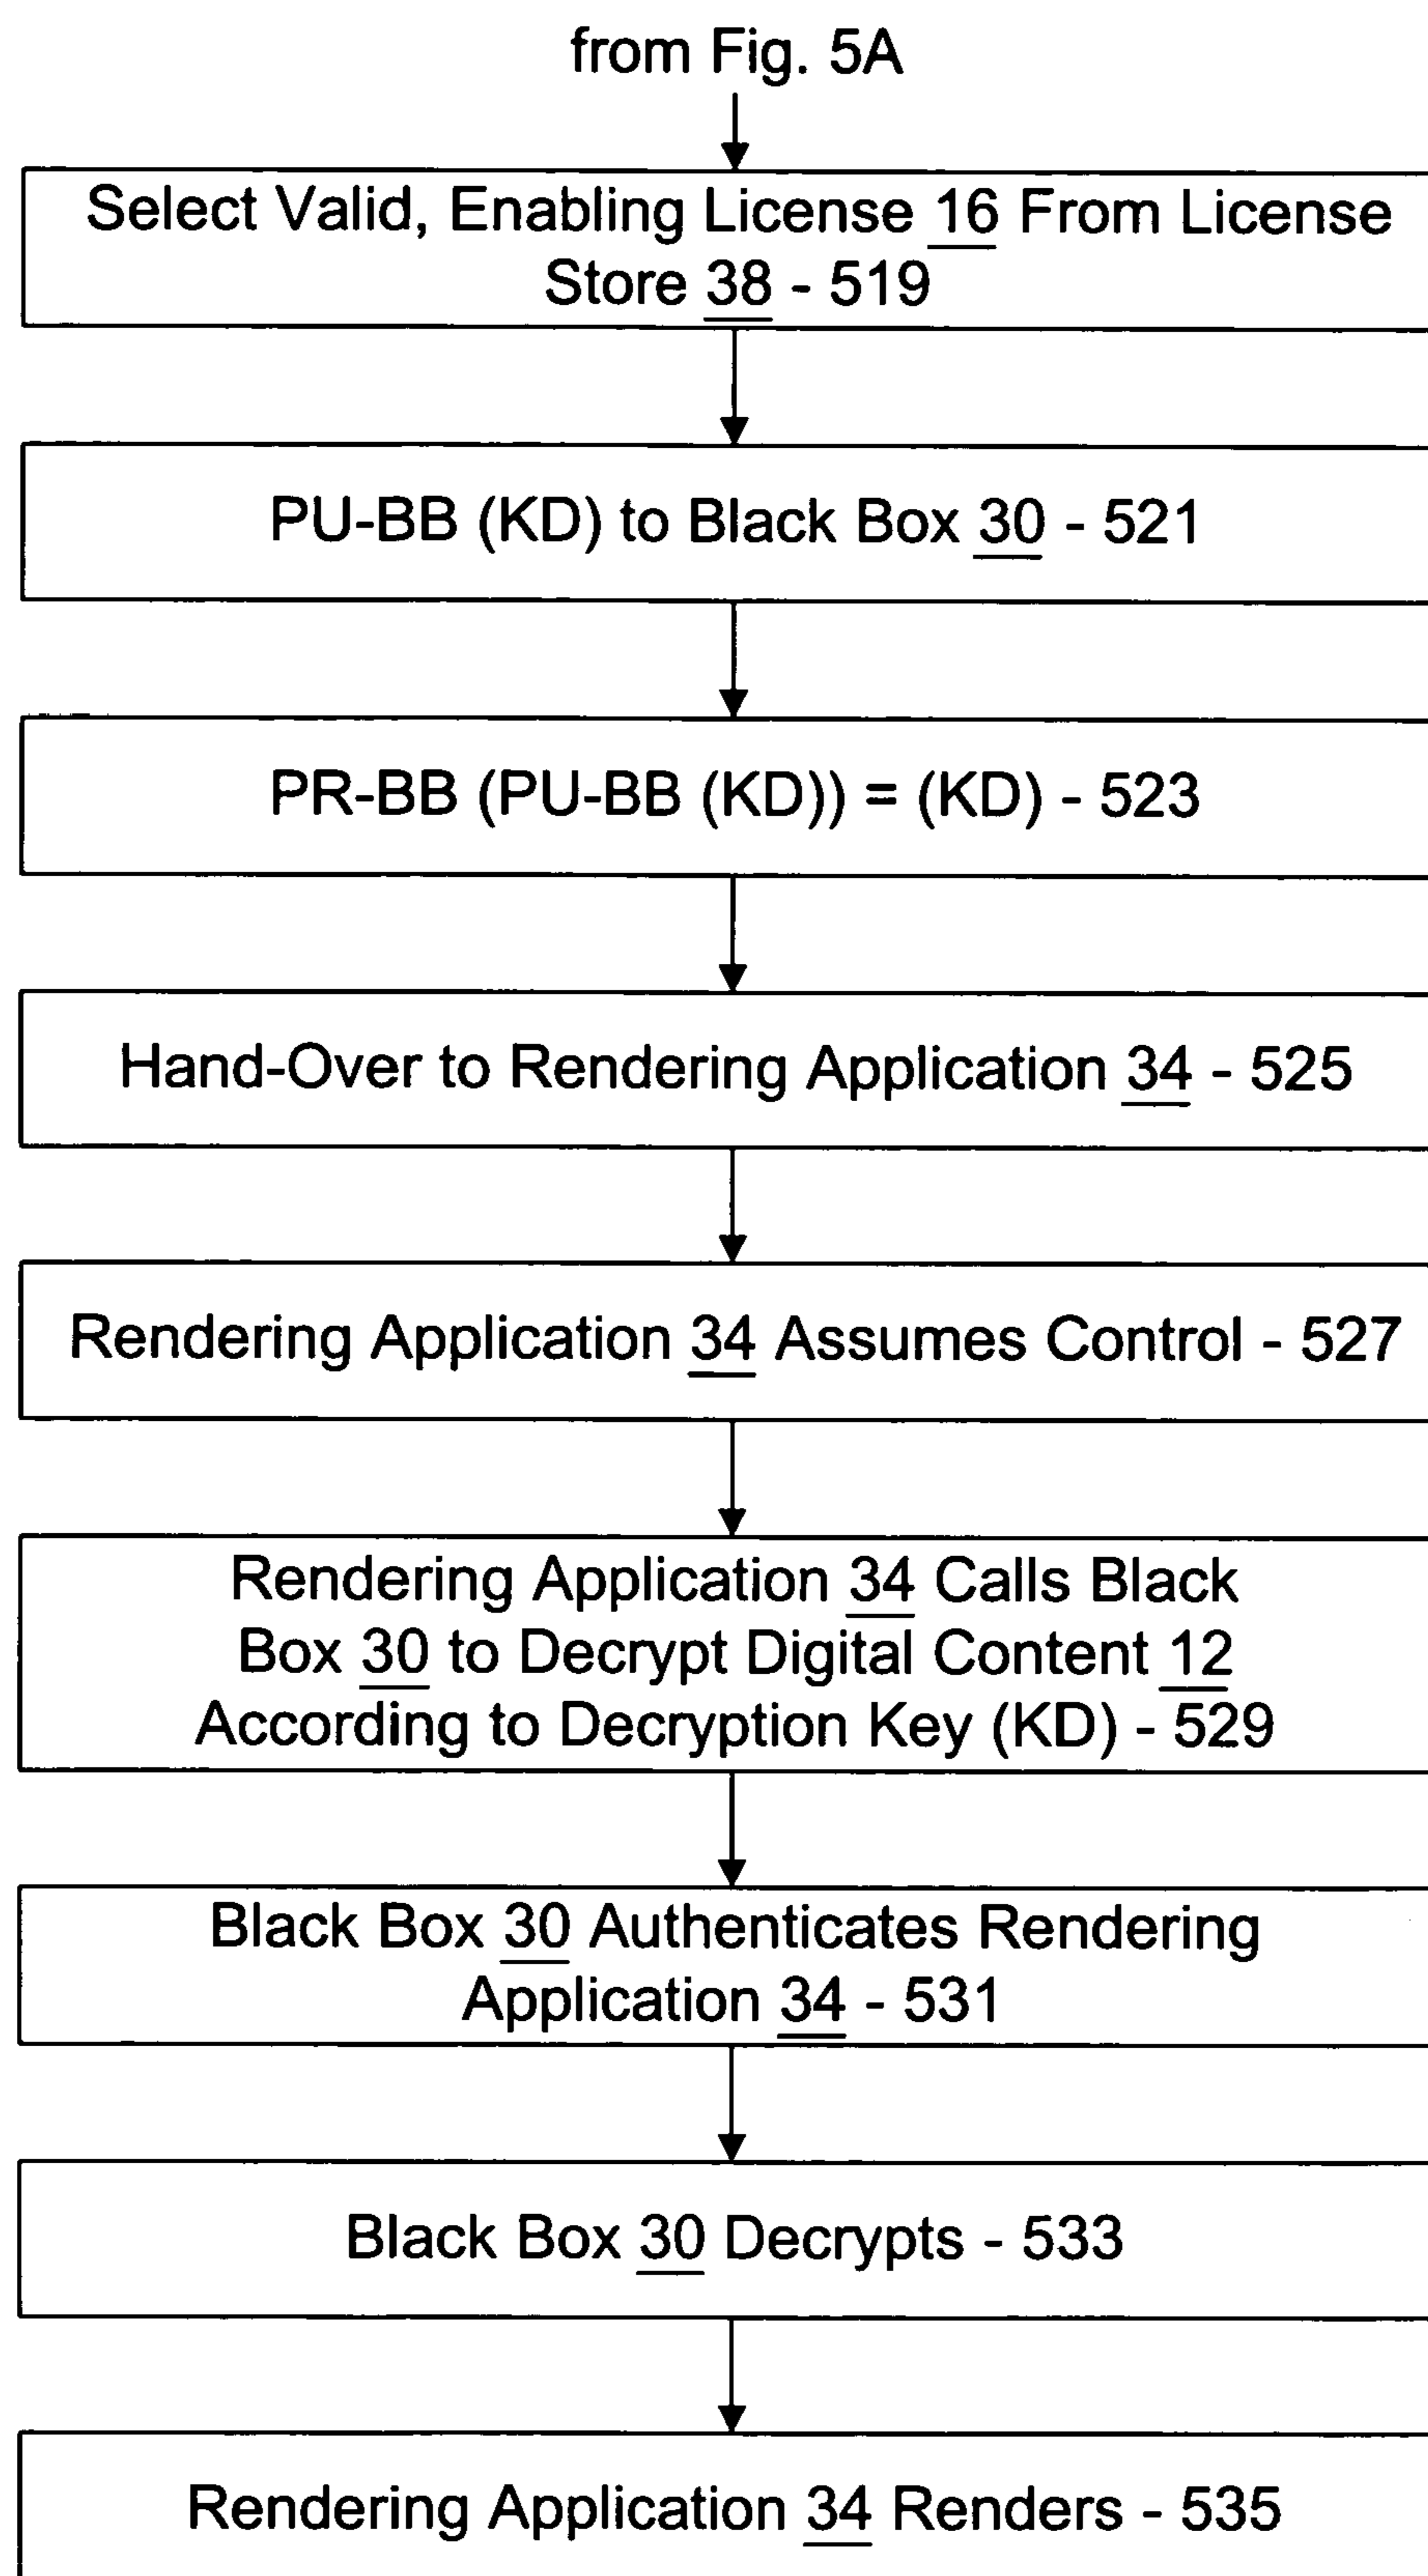 from Fig. 5A
Select Valid, Enabling License 16 From License
Store 38 - 519
PU-BB (KD) to Black Box 30 - 521
PR-BB (PU-BB (KD)) = (KD) - 523
Hand-Over to Rendering Application 34 - 525
Rendering Application 34 Assumes Control - 527
Rendering Application 34 Calls Black
Box 30 to Decrypt Digital Content 12
According to Decryption Key (KD) - 529
Black Box 30 Authenticates Rendering
Application 34 - 531
Black Box 30 Decrypts - 533
Rendering Application 34 Renders - 535